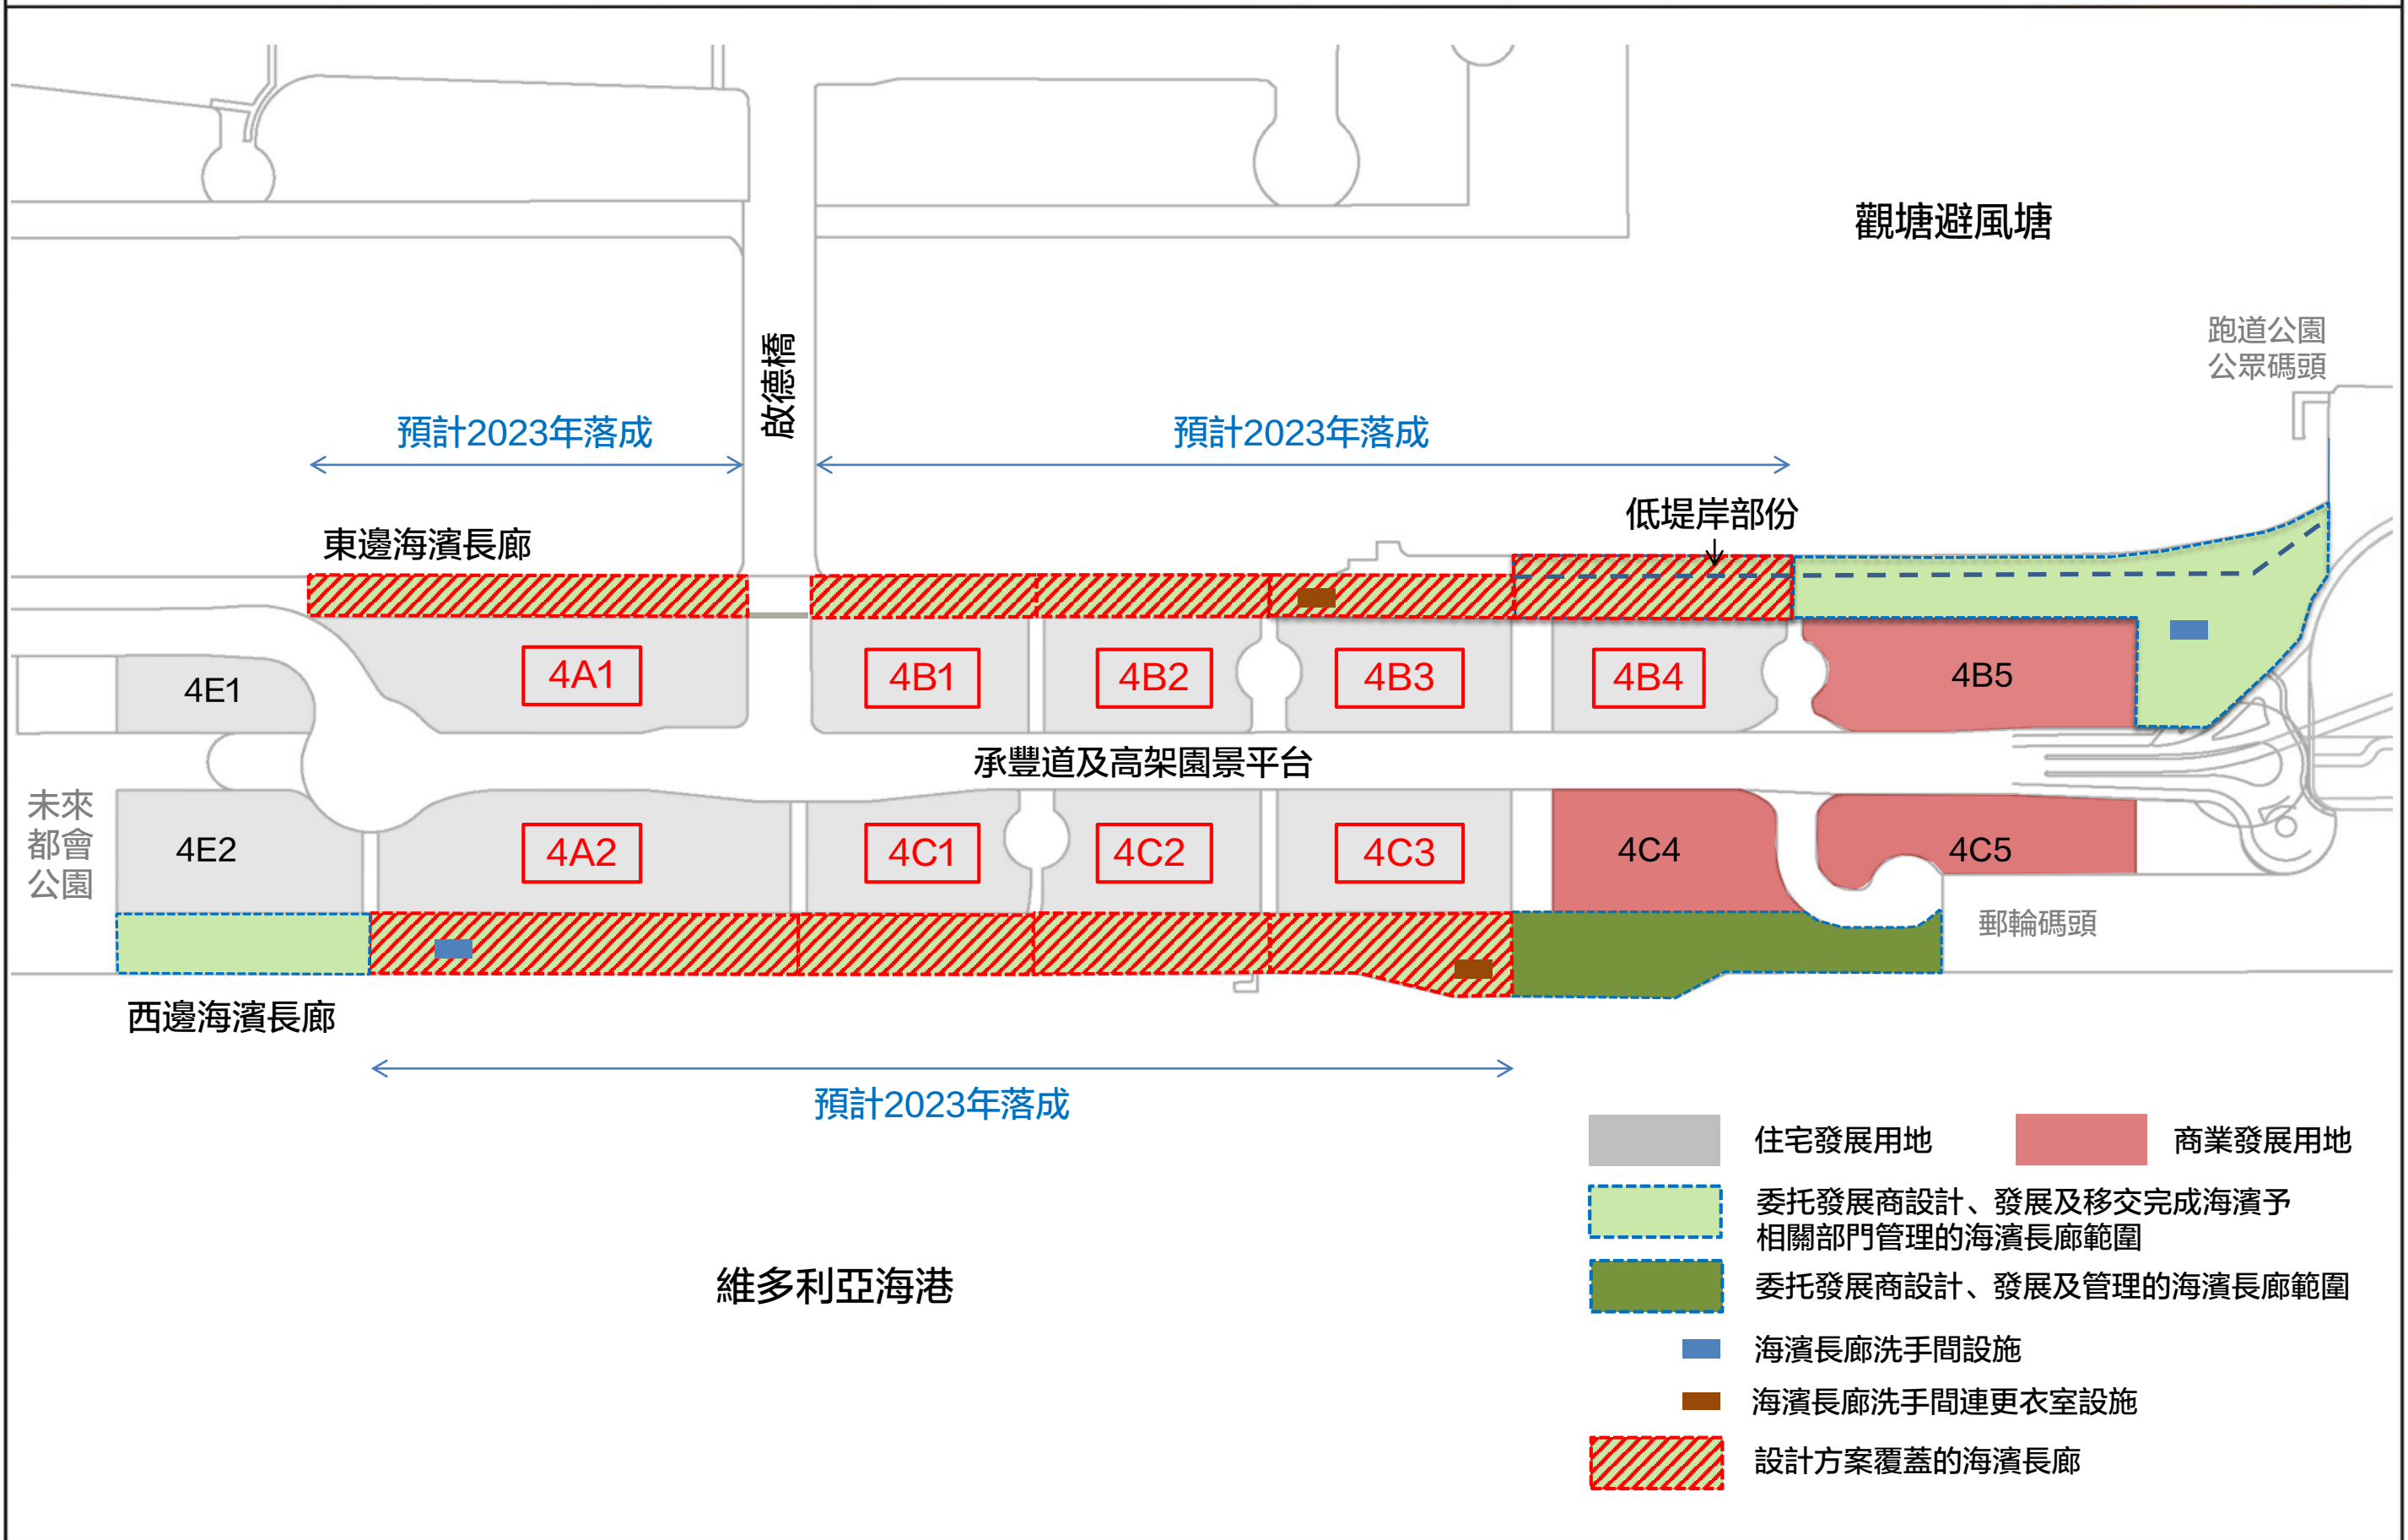 觀塘避風塘
跑道公園
公眾碼頭
啟德橋
預計2023年落成
預計2023年落成
低堤岸部份
東邊海濱長廊
4E1
4A1
4B1
4B2
4B3
4B4
4B5
承豐道及高架園景平台
未來
都會
公園
4E2
4A2
4C1
4C2
4C3
4C4
4C5
郵輪碼頭
西邊海濱長廊
預計2023年落成
住宅發展用地
商業發展用地
委托發展商設計、發展及移交完成海濱予
相關部門管理的海濱長廊範圍
維多利亞海港
委托發展商設計、發展及管理的海濱長廊範圍
海濱長廊洗手間設施
海濱長廊洗手間連更衣室設施
設計方案覆蓋的海濱長廊